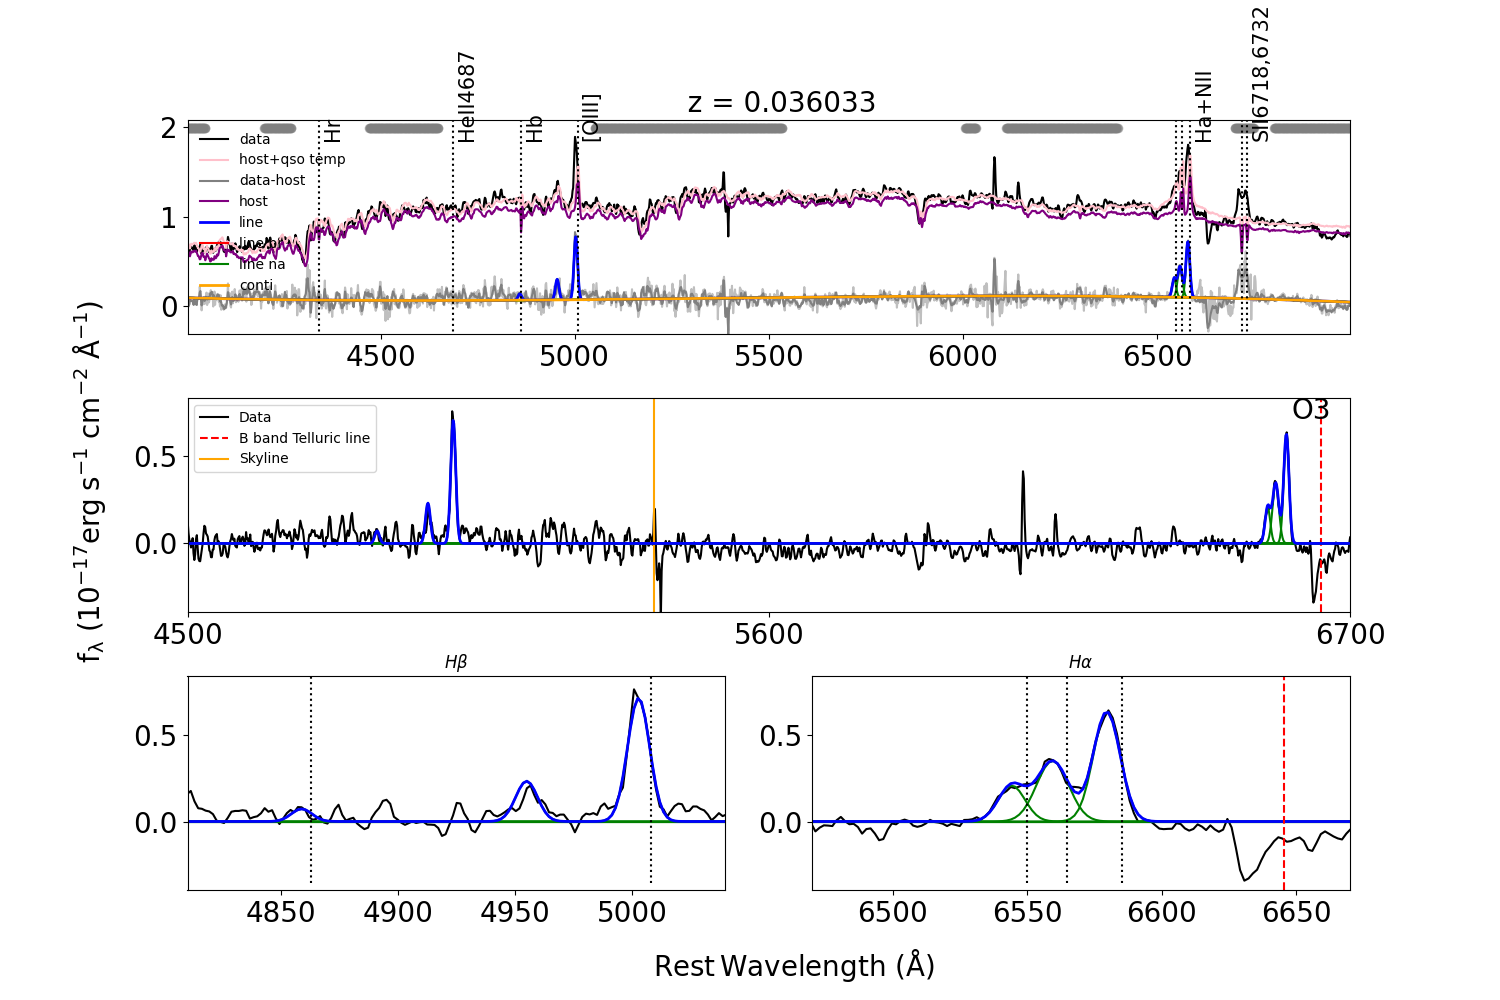 z = 0.036033
Hr
HeII4687
Hb
[OIII]
Ha+NII
SII6718,6732
data
host+qso temp
data-host
host
line
line na
conti
2
1
0
4500 5000 5500 6000 6500
fλ (10⁻¹⁷erg s⁻¹ cm⁻² Å⁻¹)
Data
B band Telluric line
Skyline
O3
0.5
0.0
4500 5600 6700
Hβ
0.5
0.0
4850 4900 4950 5000
Hα
0.5
0.0
6500 6550 6600 6650
Rest Wavelength (Å)